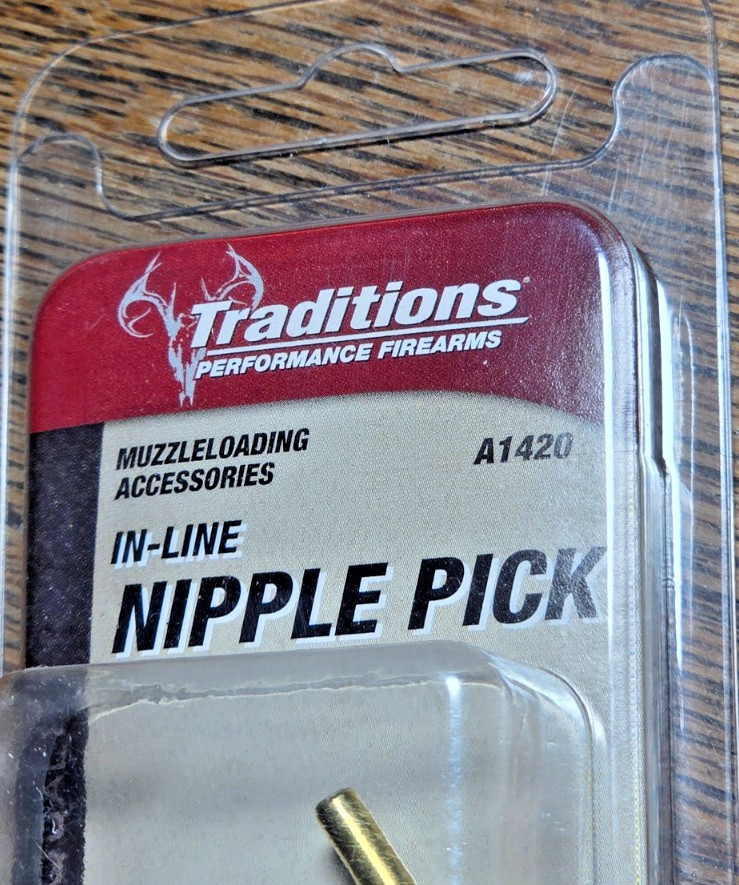 Traditions®
PERFORMANCE FIREARMS
MUZZLELOADING
ACCESSORIES
A1420
IN-LINE
NIPPLE PICK